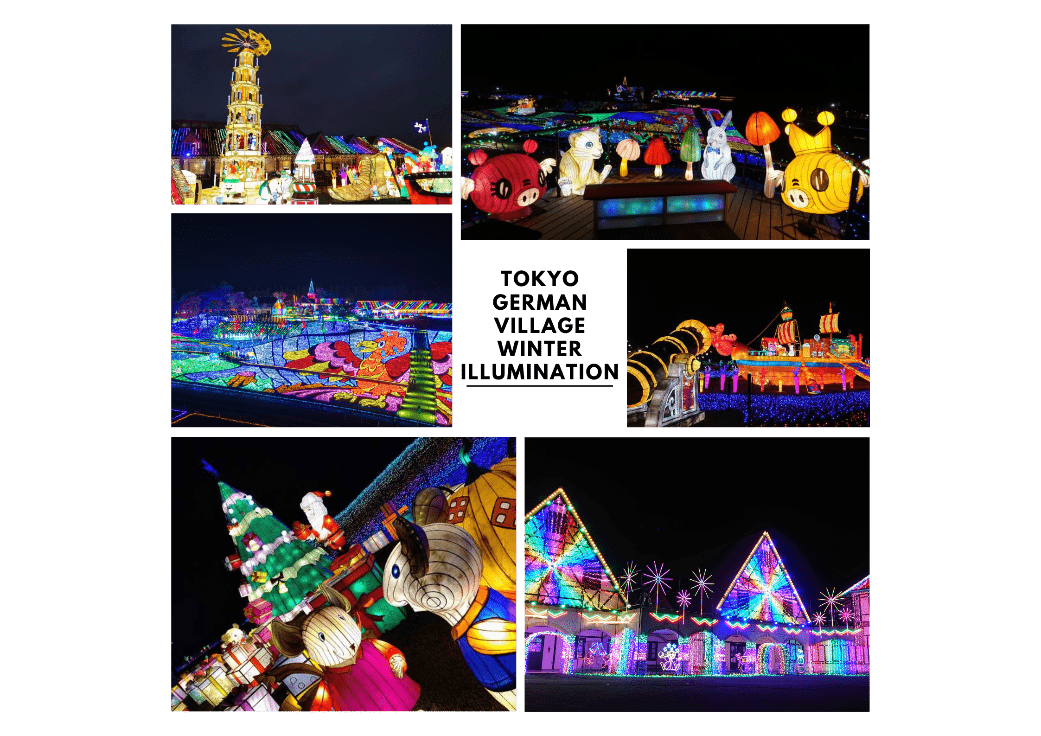 TOKYO
GERMAN
VILLAGE
WINTER
ILLUMINATION